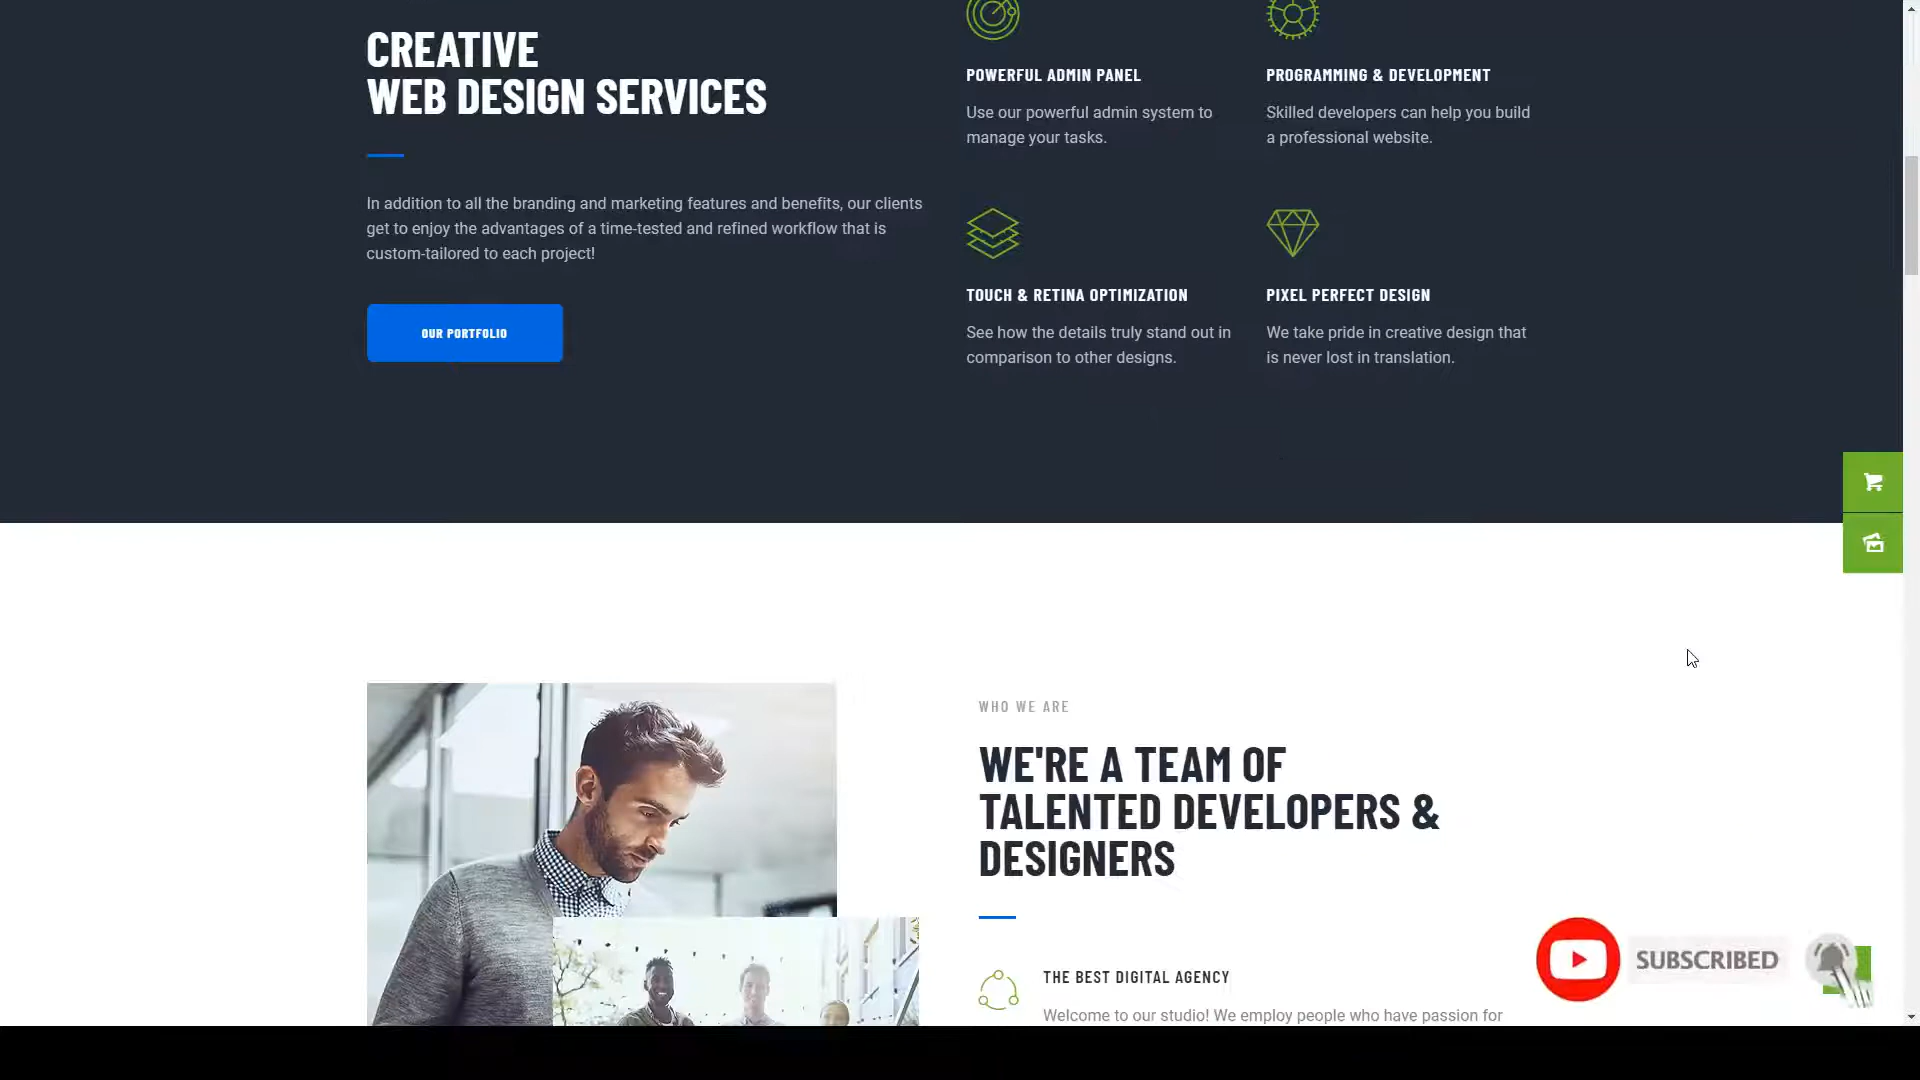 CREATIVE
WEB DESIGN SERVICES
In addition to all the branding and marketing features and benefits, our clients
get to enjoy the advantages of a time-tested and refined workflow that is
custom-tailored to each project!
OUR PORTFOLIO
POWERFUL ADMIN PANEL
Use our powerful admin system to
manage your tasks.
PROGRAMMING & DEVELOPMENT
Skilled developers can help you build
a professional website.
TOUCH & RETINA OPTIMIZATION
See how the details truly stand out in
comparison to other designs.
PIXEL PERFECT DESIGN
We take pride in creative design that
is never lost in translation.
WHO WE ARE
WE'RE A TEAM OF
TALENTED DEVELOPERS &
DESIGNERS
THE BEST DIGITAL AGENCY
Welcome to our studio! We employ people who have passion for
SUBSCRIBED